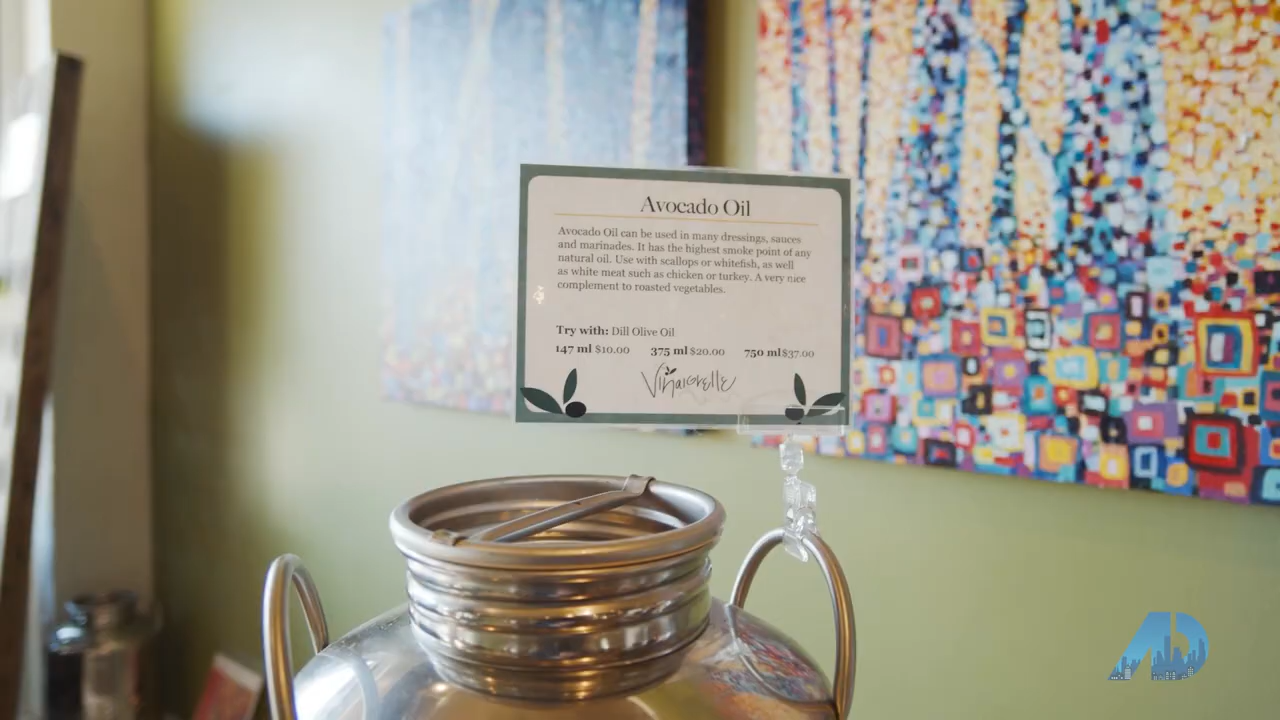 Avocado Oil
Avocado Oil can be used in many dressings, sauces
and marinades. It has the highest smoke point of any
natural oil. Use with scallops or whitefish, as well
as white meat such as chicken or turkey. A very nice
complement to roasted vegetables.
Try with: Dill Olive Oil
147 ml $10.00 375 ml $20.00 750 ml $37.00
Vinaigrette
AD